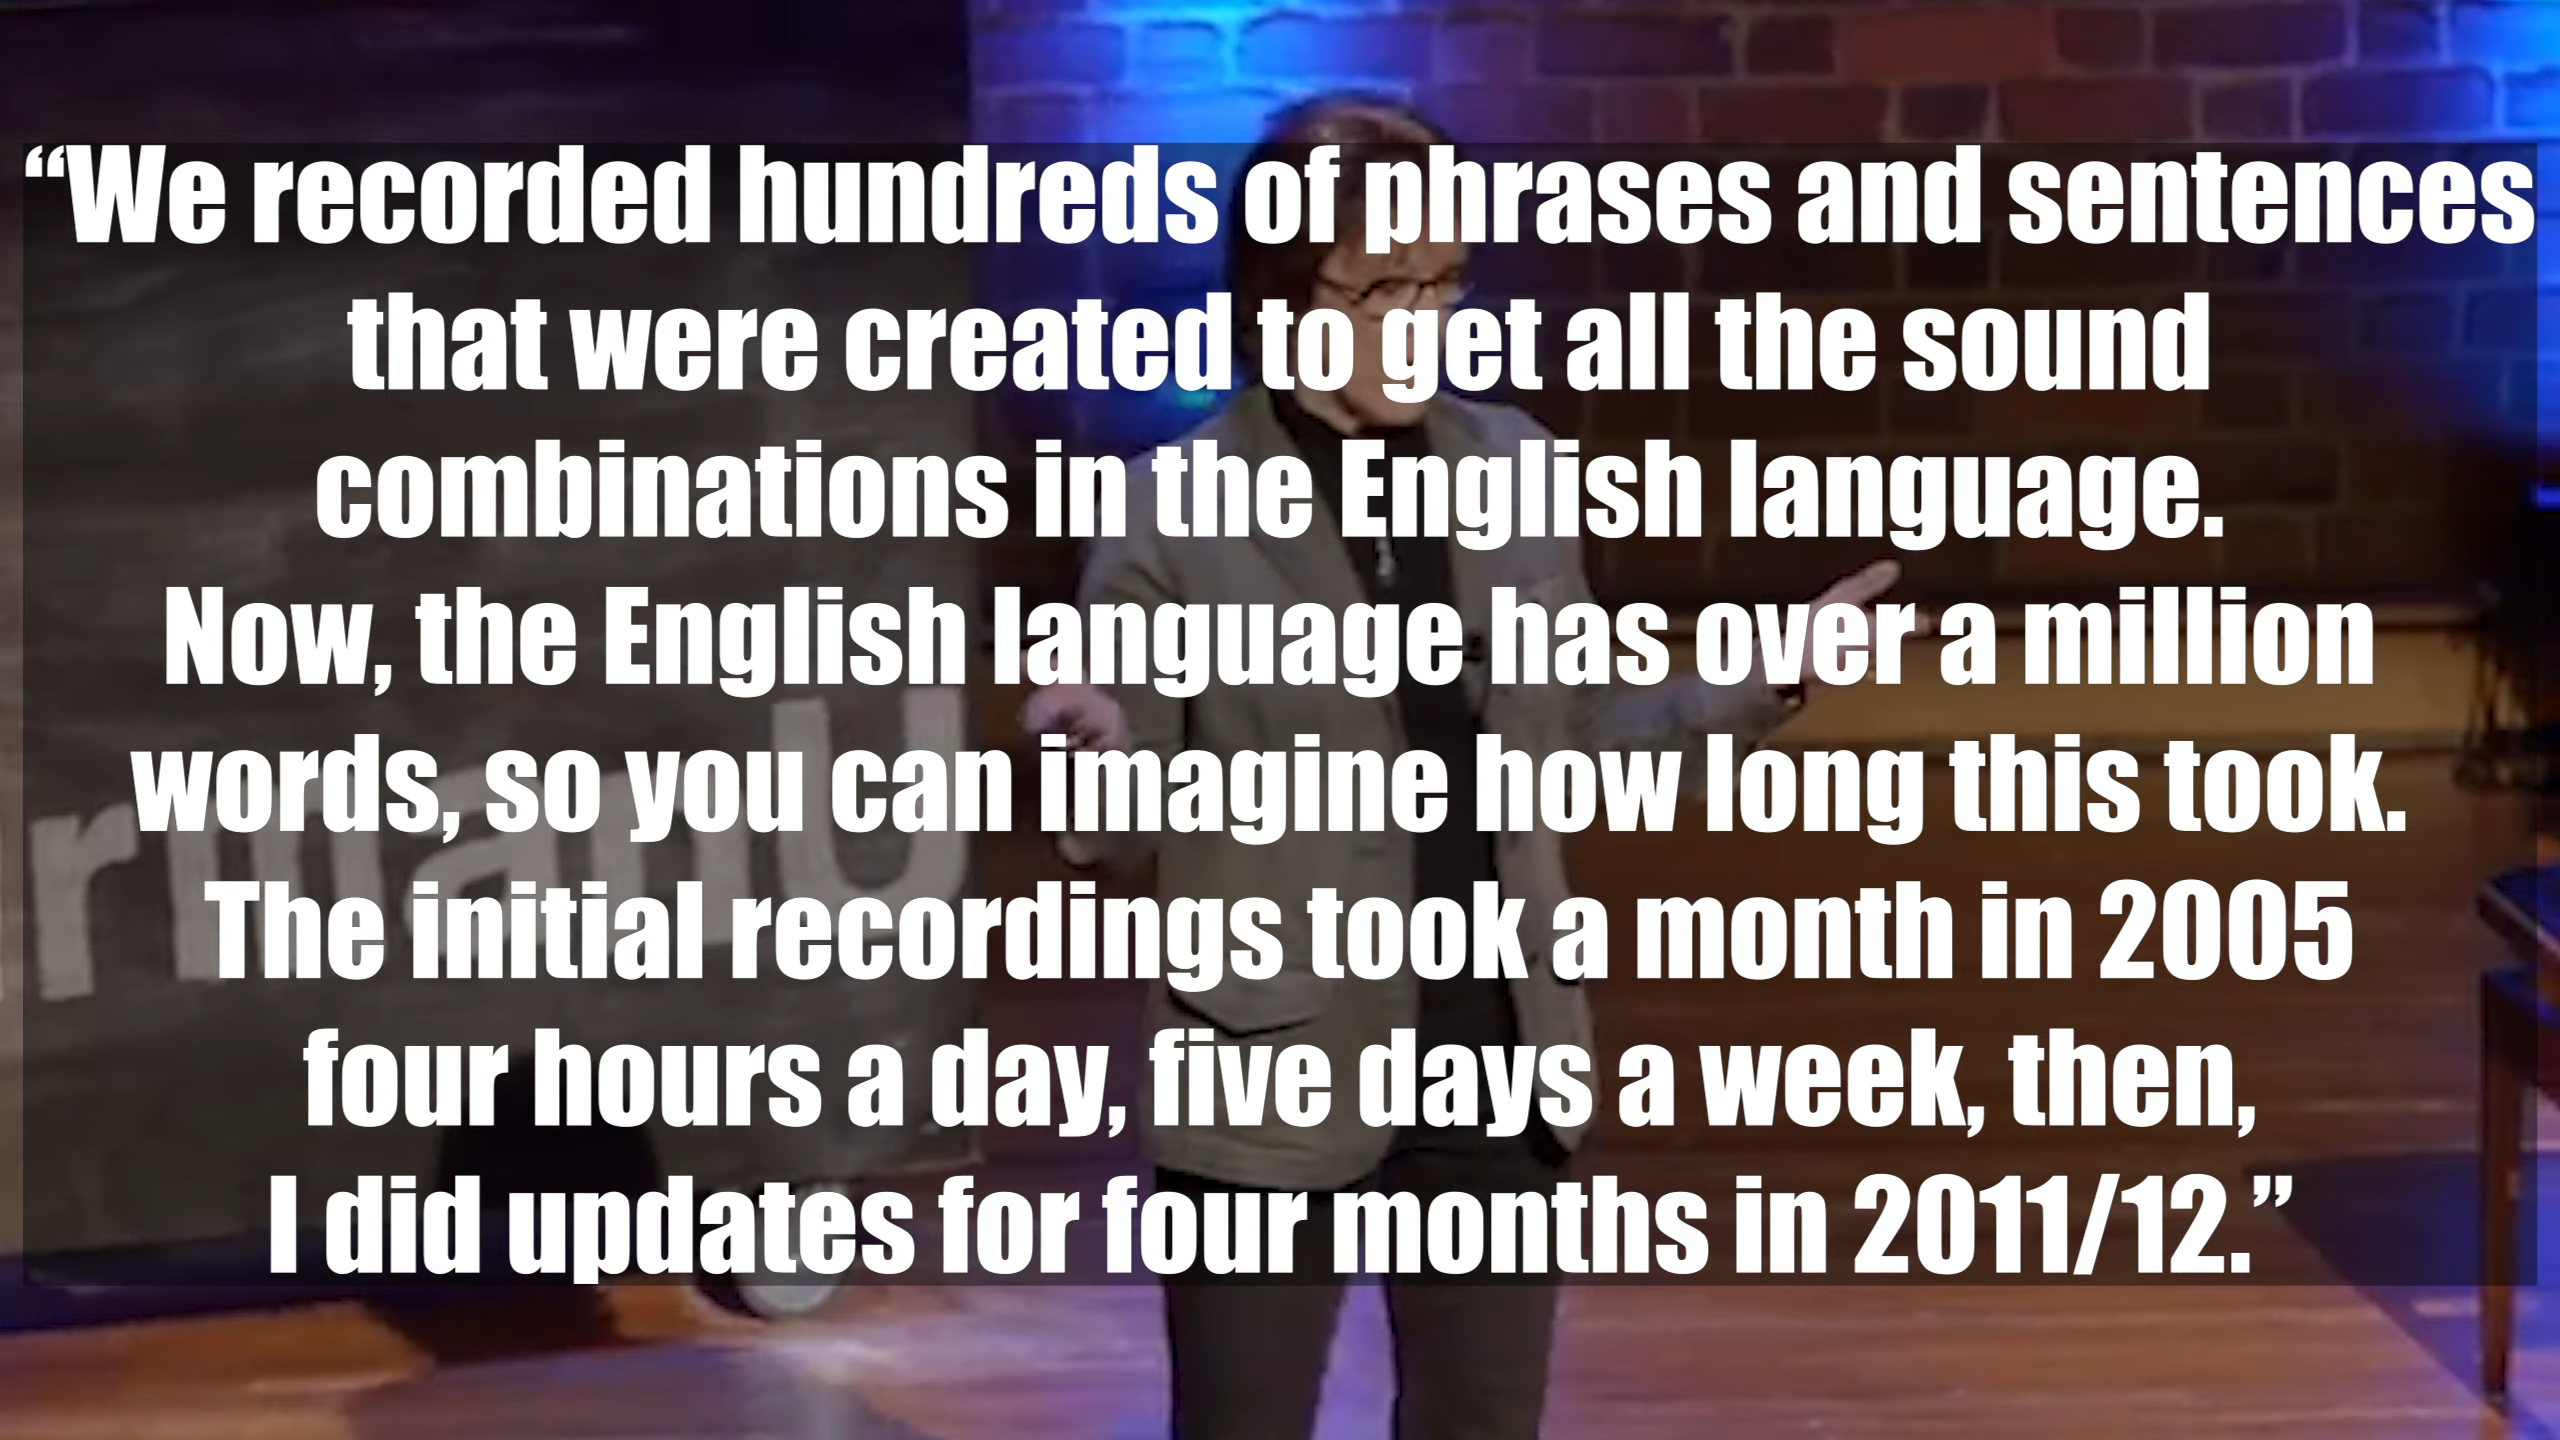 “We recorded hundreds of phrases and sentences
that were created to get all the sound
combinations in the English language.
Now, the English language has over a million
words, so you can imagine how long this took.
The initial recordings took a month in 2005
four hours a day, five days a week, then,
I did updates for four months in 2011/12.”
rmanU